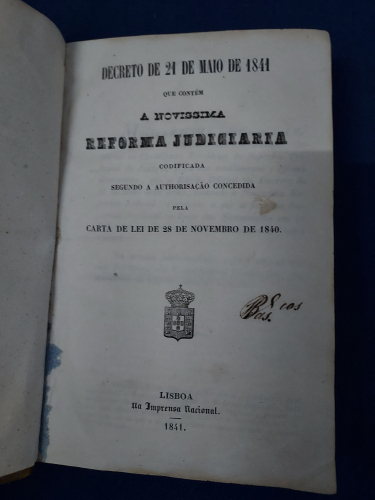 DECRETO DE 21 DE MAIO DE 1841
QUE CONTÉM
A NOVISSIMA
REFORMA JUDICIARIA
CODIFICADA
SEGUNDO A AUTHORISAÇÃO CONCEDIDA
PELA
CARTA DE LEI DE 28 DE NOVEMBRO DE 1840.
LISBOA
Na Imprensa Nacional.
1841.